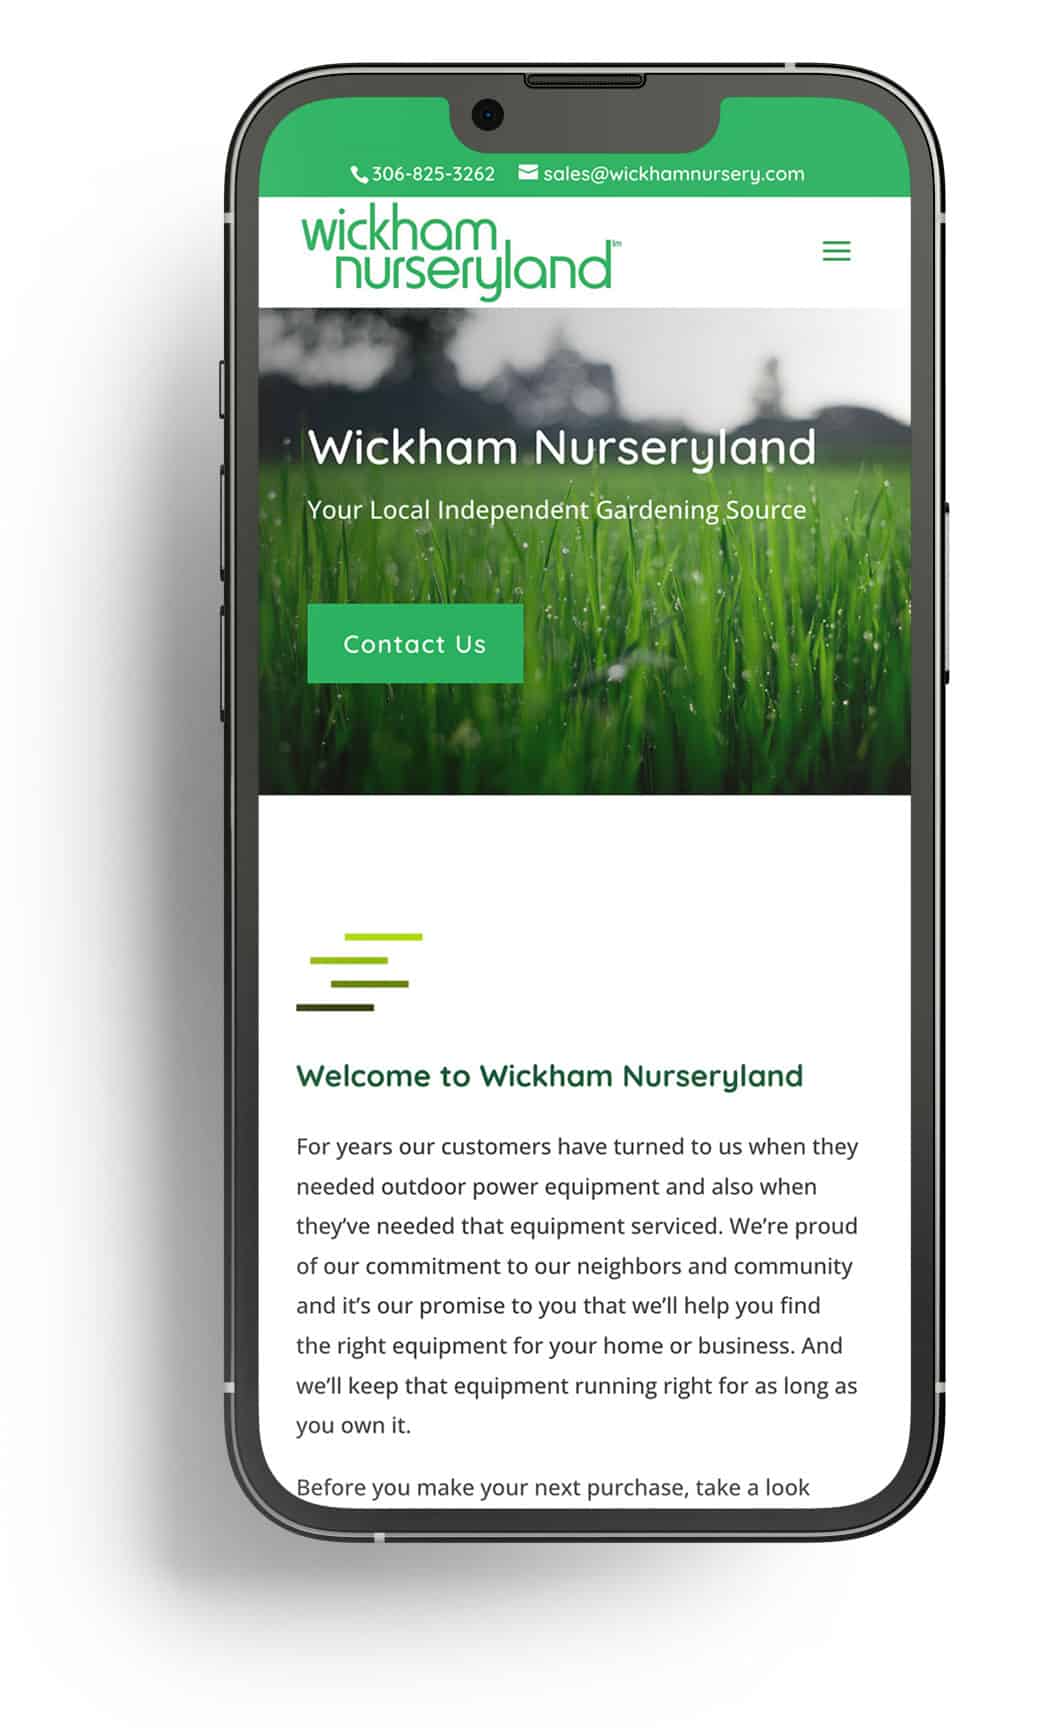 306-825-3262 sales@wickhamnursery.com
wickham
nurseryland™
Wickham Nurseryland
Your Local Independent Gardening Source
Contact Us
Welcome to Wickham Nurseryland
For years our customers have turned to us when they
needed outdoor power equipment and also when
they’ve needed that equipment serviced. We’re proud
of our commitment to our neighbors and community
and it’s our promise to you that we’ll help you find
the right equipment for your home or business. And
we’ll keep that equipment running right for as long as
you own it.
Before you make your next purchase, take a look